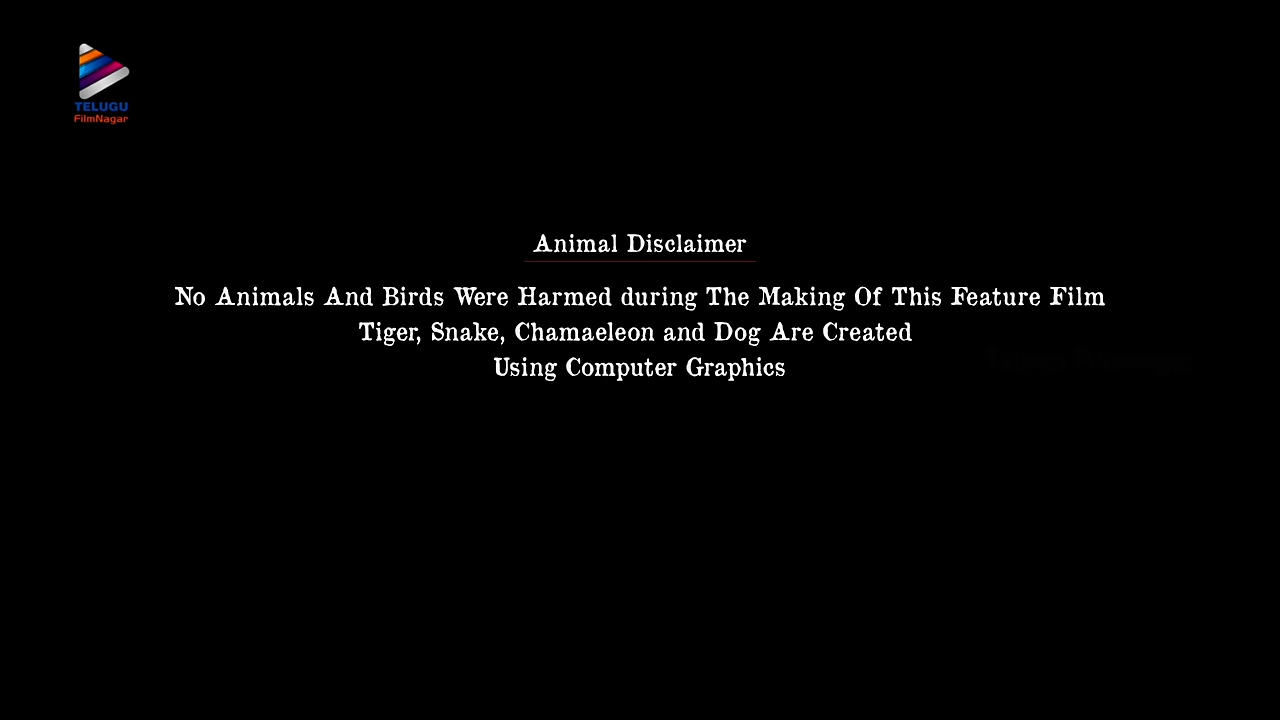 TELUGU
FilmNagar
Animal Disclaimer
No Animals And Birds Were Harmed during The Making Of This Feature Film
Tiger, Snake, Chamaeleon and Dog Are Created
Using Computer Graphics